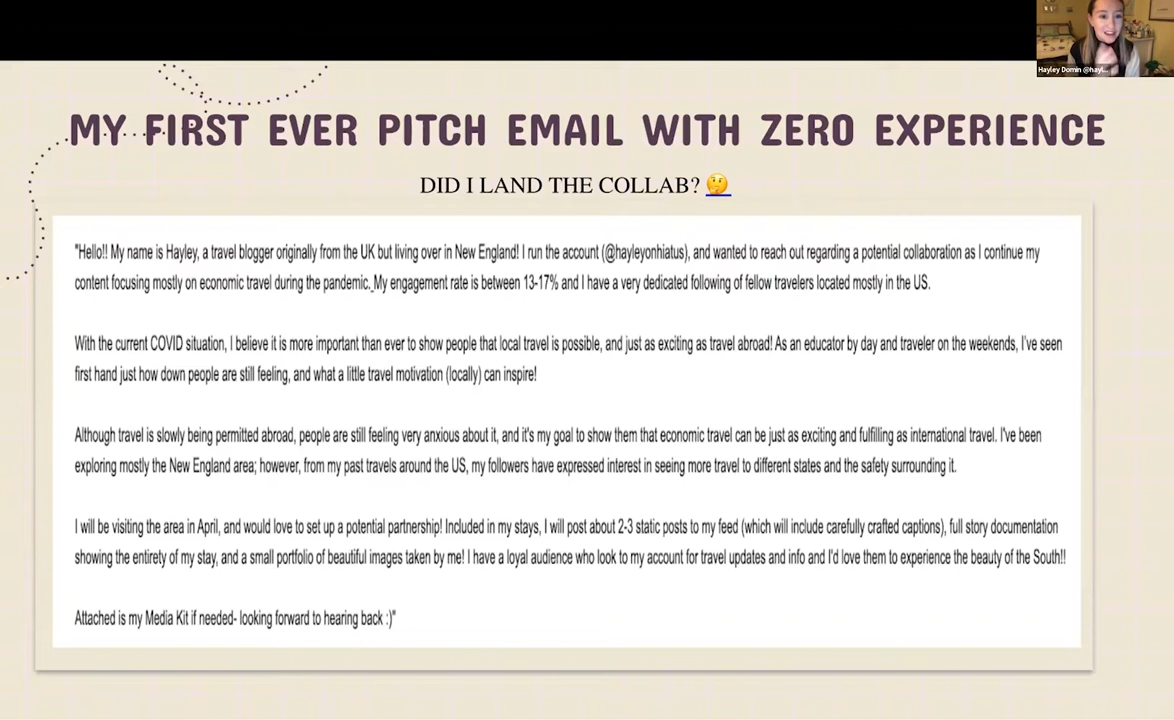 Hayley Domin @hayl...
MY FIRST EVER PITCH EMAIL WITH ZERO EXPERIENCE
DID I LAND THE COLLAB? 🤔
"Hello!! My name is Hayley, a travel blogger originally from the UK but living over in New England! I run the account (@hayleyonhiatus), and wanted to reach out regarding a potential collaboration as I continue my
content focusing mostly on economic travel during the pandemic. My engagement rate is between 13-17% and I have a very dedicated following of fellow travelers located mostly in the US.
With the current COVID situation, I believe it is more important than ever to show people that local travel is possible, and just as exciting as travel abroad! As an educator by day and traveler on the weekends, I've seen
first hand just how down people are still feeling, and what a little travel motivation (locally) can inspire!
Although travel is slowly being permitted abroad, people are still feeling very anxious about it, and it's my goal to show them that economic travel can be just as exciting and fulfilling as international travel. I've been
exploring mostly the New England area; however, from my past travels around the US, my followers have expressed interest in seeing more travel to different states and the safety surrounding it.
I will be visiting the area in April, and would love to set up a potential partnership! Included in my stays, I will post about 2-3 static posts to my feed (which will include carefully crafted captions), full story documentation
showing the entirety of my stay, and a small portfolio of beautiful images taken by me! I have a loyal audience who look to my account for travel updates and info and I'd love them to experience the beauty of the South!!
Attached is my Media Kit if needed- looking forward to hearing back :)"